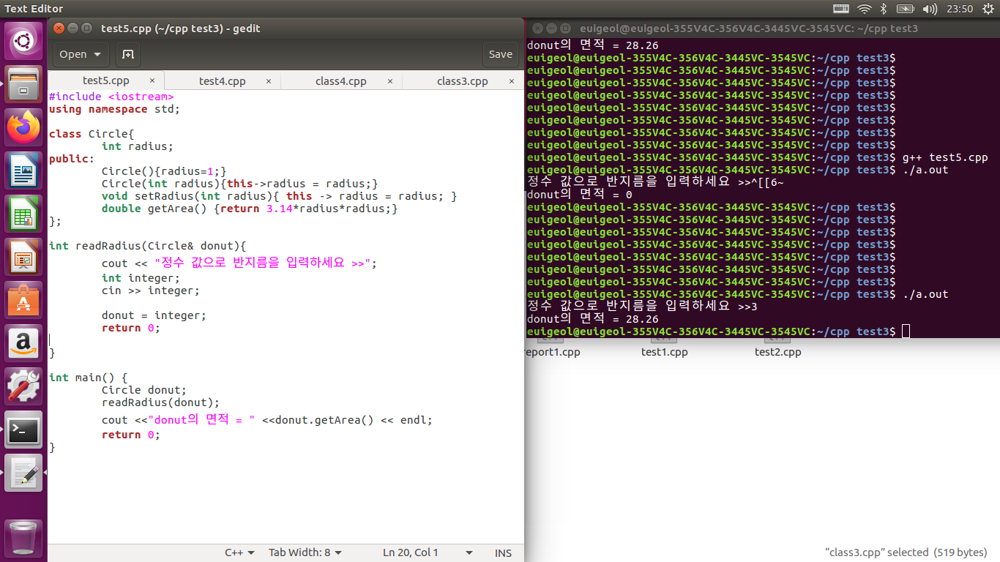 Text Editor
23:50
test5.cpp (~/cpp test3) - gedit
Open
Save
test5.cpp × test4.cpp × class4.cpp × class3.cpp ×
#include <iostream>
using namespace std;
class Circle{
int radius;
public:
Circle(){radius=1;}
Circle(int radius){this->radius = radius;}
void setRadius(int radius){ this -> radius = radius; }
double getArea() {return 3.14*radius*radius;}
};
int readRadius(Circle& donut){
cout << "정수 값으로 반지름을 입력하세요 >>";
int integer;
cin >> integer;
donut = integer;
return 0;
}
int main() {
Circle donut;
readRadius(donut);
cout <<"donut의 면적 = " <<donut.getArea() << endl;
return 0;
}
C++ Tab Width: 8 Ln 20, Col 1 INS
euigeol@euigeol-355V4C-356V4C-3445VC-3545VC: ~/cpp test3
donut의 면적 = 28.26
euigeol@euigeol-355V4C-356V4C-3445VC-3545VC:~/cpp test3$
euigeol@euigeol-355V4C-356V4C-3445VC-3545VC:~/cpp test3$
euigeol@euigeol-355V4C-356V4C-3445VC-3545VC:~/cpp test3$
euigeol@euigeol-355V4C-356V4C-3445VC-3545VC:~/cpp test3$
euigeol@euigeol-355V4C-356V4C-3445VC-3545VC:~/cpp test3$
euigeol@euigeol-355V4C-356V4C-3445VC-3545VC:~/cpp test3$
euigeol@euigeol-355V4C-356V4C-3445VC-3545VC:~/cpp test3$
euigeol@euigeol-355V4C-356V4C-3445VC-3545VC:~/cpp test3$
euigeol@euigeol-355V4C-356V4C-3445VC-3545VC:~/cpp test3$ g++ test5.cpp
euigeol@euigeol-355V4C-356V4C-3445VC-3545VC:~/cpp test3$ ./a.out
정수 값으로 반지름을 입력하세요 >>^[[6~
donut의 면적 = 0
euigeol@euigeol-355V4C-356V4C-3445VC-3545VC:~/cpp test3$
euigeol@euigeol-355V4C-356V4C-3445VC-3545VC:~/cpp test3$
euigeol@euigeol-355V4C-356V4C-3445VC-3545VC:~/cpp test3$
euigeol@euigeol-355V4C-356V4C-3445VC-3545VC:~/cpp test3$
euigeol@euigeol-355V4C-356V4C-3445VC-3545VC:~/cpp test3$
euigeol@euigeol-355V4C-356V4C-3445VC-3545VC:~/cpp test3$
euigeol@euigeol-355V4C-356V4C-3445VC-3545VC:~/cpp test3$
euigeol@euigeol-355V4C-356V4C-3445VC-3545VC:~/cpp test3$ ./a.out
정수 값으로 반지름을 입력하세요 >>3
donut의 면적 = 28.26
euigeol@euigeol-355V4C-356V4C-3445VC-3545VC:~/cpp test3$
eport1.cpp test1.cpp test2.cpp
“class3.cpp” selected (519 bytes)